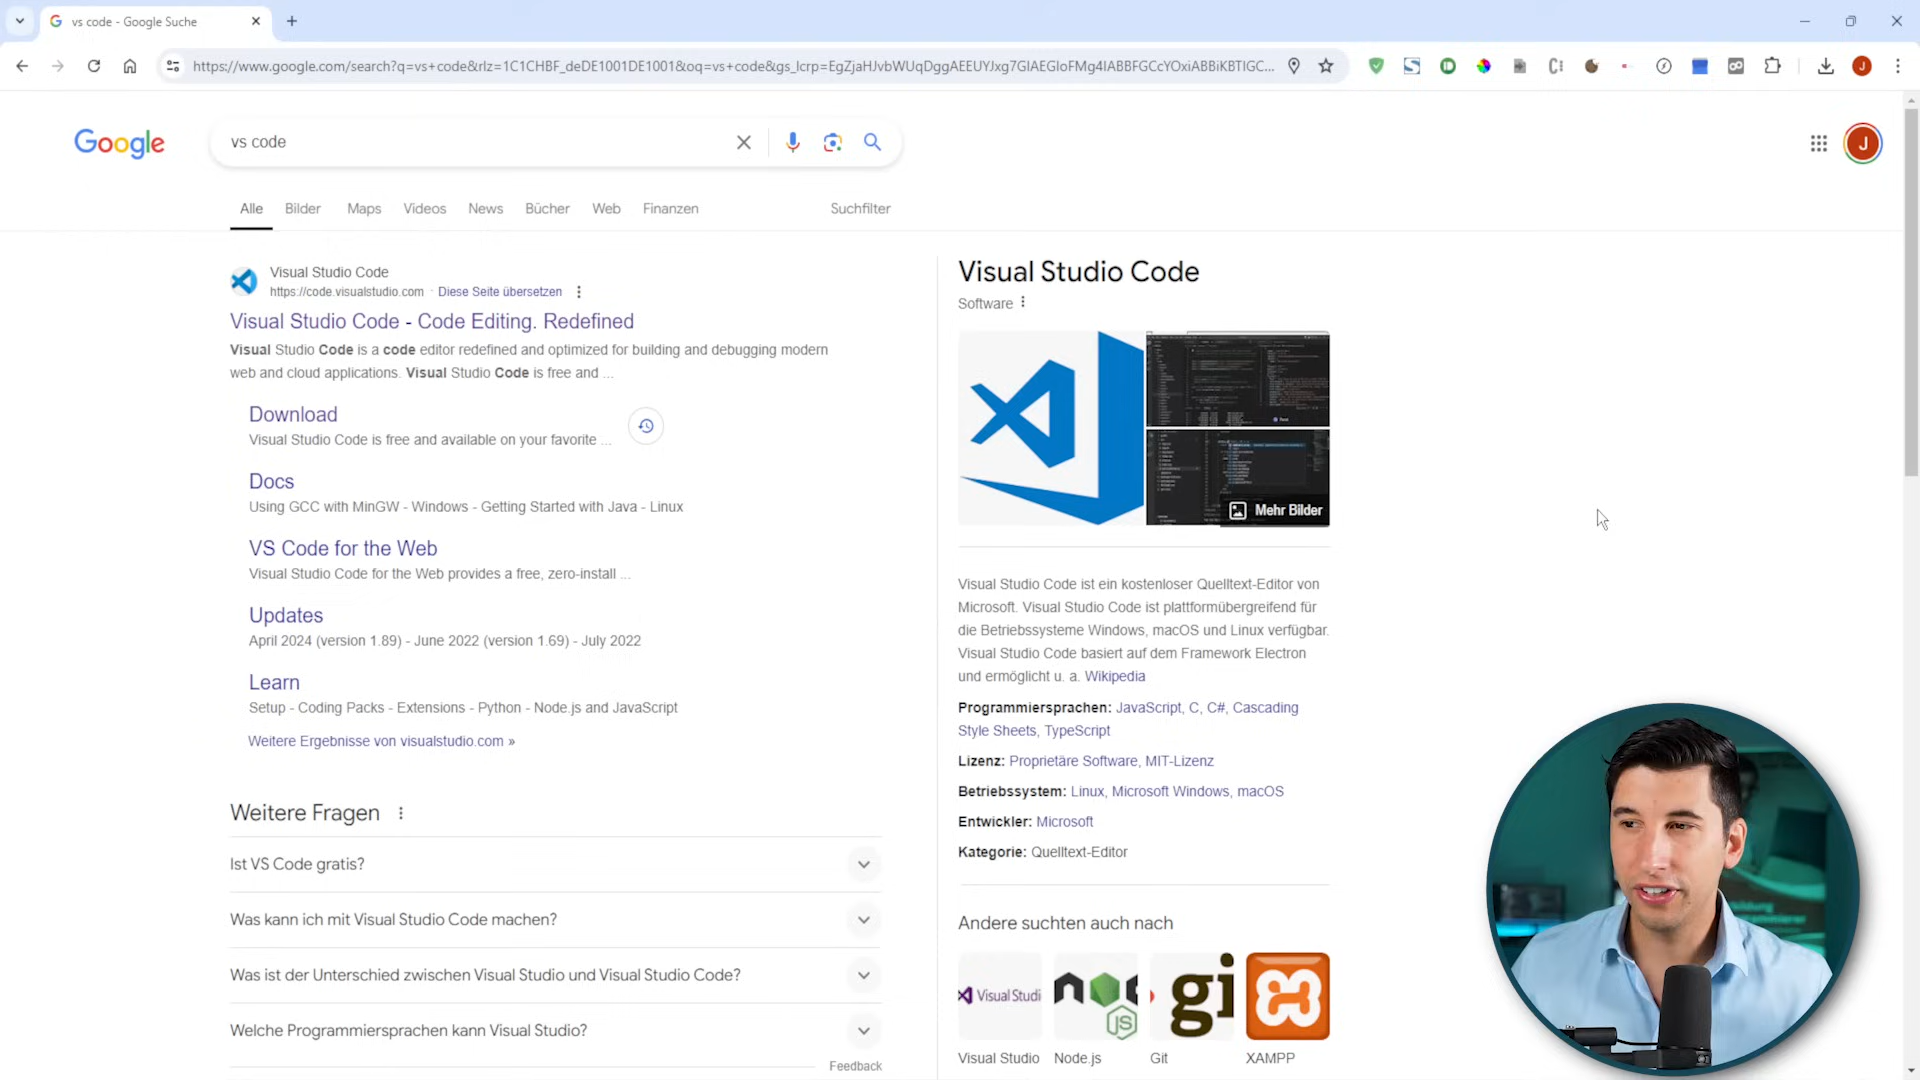 vs code - Google Suche
https://www.google.com/search?q=vs+code&rlz=1C1CHBF_deDE1001DE1001&oq=vs+code&gs_lcrp=EgZjaHJvbWUqDggAEEUYJxg7GIAEGIoFMg4IABBFGCcYOxiABBiKBTIGC...
J
Google
vs code
J
Alle Bilder Maps Videos News Bücher Web Finanzen Suchfilter
Visual Studio Code
https://code.visualstudio.com · Diese Seite übersetzen
Visual Studio Code - Code Editing. Redefined
Visual Studio Code is a code editor redefined and optimized for building and debugging modern
web and cloud applications. Visual Studio Code is free and ...
Download
Visual Studio Code is free and available on your favorite ...
Docs
Using GCC with MinGW - Windows - Getting Started with Java - Linux
VS Code for the Web
Visual Studio Code for the Web provides a free, zero-install ...
Updates
April 2024 (version 1.89) - June 2022 (version 1.69) - July 2022
Learn
Setup - Coding Packs - Extensions - Python - Node.js and JavaScript
Weitere Ergebnisse von visualstudio.com »
Weitere Fragen
Ist VS Code gratis?
Was kann ich mit Visual Studio Code machen?
Was ist der Unterschied zwischen Visual Studio und Visual Studio Code?
Welche Programmiersprachen kann Visual Studio?
Feedback
Visual Studio Code
Software
Mehr Bilder
Visual Studio Code ist ein kostenloser Quelltext-Editor von
Microsoft. Visual Studio Code ist plattformübergreifend für
die Betriebssysteme Windows, macOS und Linux verfügbar.
Visual Studio Code basiert auf dem Framework Electron
und ermöglicht u. a. Wikipedia
Programmiersprachen: JavaScript, C, C#, Cascading
Style Sheets, TypeScript
Lizenz: Proprietäre Software, MIT-Lizenz
Betriebssystem: Linux, Microsoft Windows, macOS
Entwickler: Microsoft
Kategorie: Quelltext-Editor
Andere suchten auch nach
Visual Studi
JS
gi
Visual Studio Node.js Git XAMPP